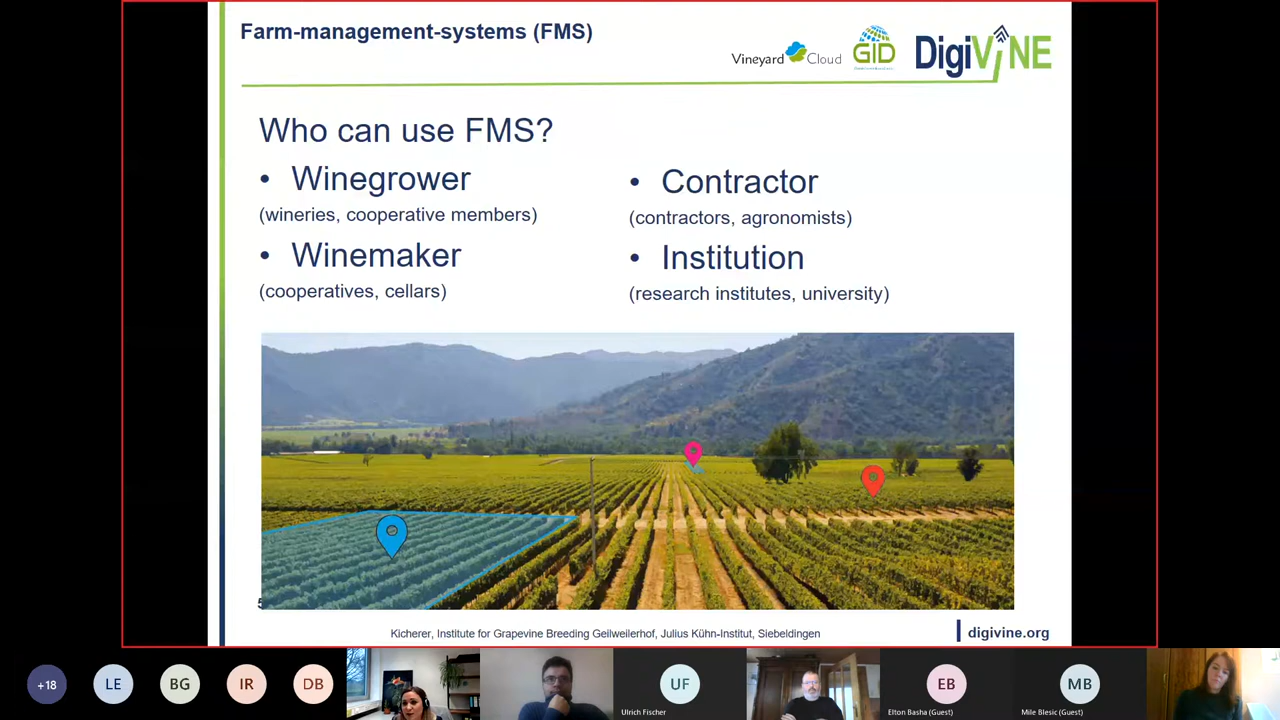 Farm-management-systems (FMS)
Vineyard Cloud
GID
DigiViNE
Who can use FMS?
• Winegrower
(wineries, cooperative members)
• Winemaker
(cooperatives, cellars)
• Contractor
(contractors, agronomists)
• Institution
(research institutes, university)
5
Kicherer, Institute for Grapevine Breeding Geilweilerhof, Julius Kühn-Institut, Siebeldingen
digivine.org
+18
LE
BG
IR
DB
UF
Ulrich Fischer
EB
Elton Basha (Guest)
MB
Mile Blesic (Guest)